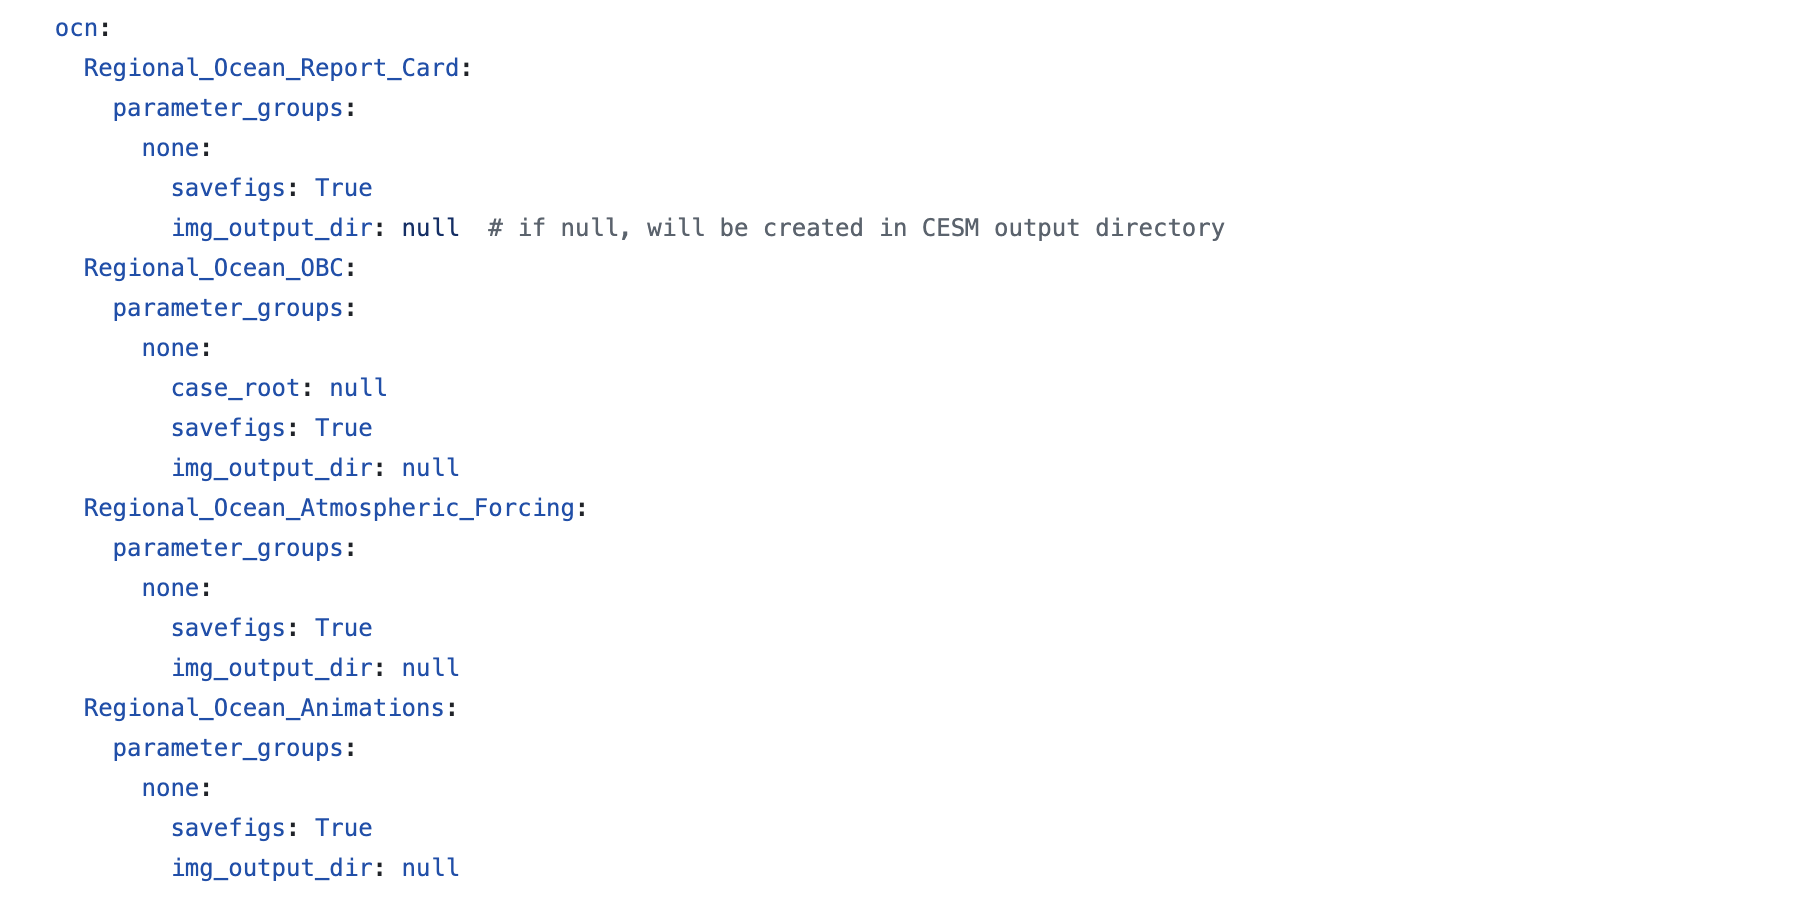 ocn:
  Regional_Ocean_Report_Card:
    parameter_groups:
      none:
        savefigs: True
        img_output_dir: null  # if null, will be created in CESM output directory
  Regional_Ocean_OBC:
    parameter_groups:
      none:
        case_root: null
        savefigs: True
        img_output_dir: null
  Regional_Ocean_Atmospheric_Forcing:
    parameter_groups:
      none:
        savefigs: True
        img_output_dir: null
  Regional_Ocean_Animations:
    parameter_groups:
      none:
        savefigs: True
        img_output_dir: null